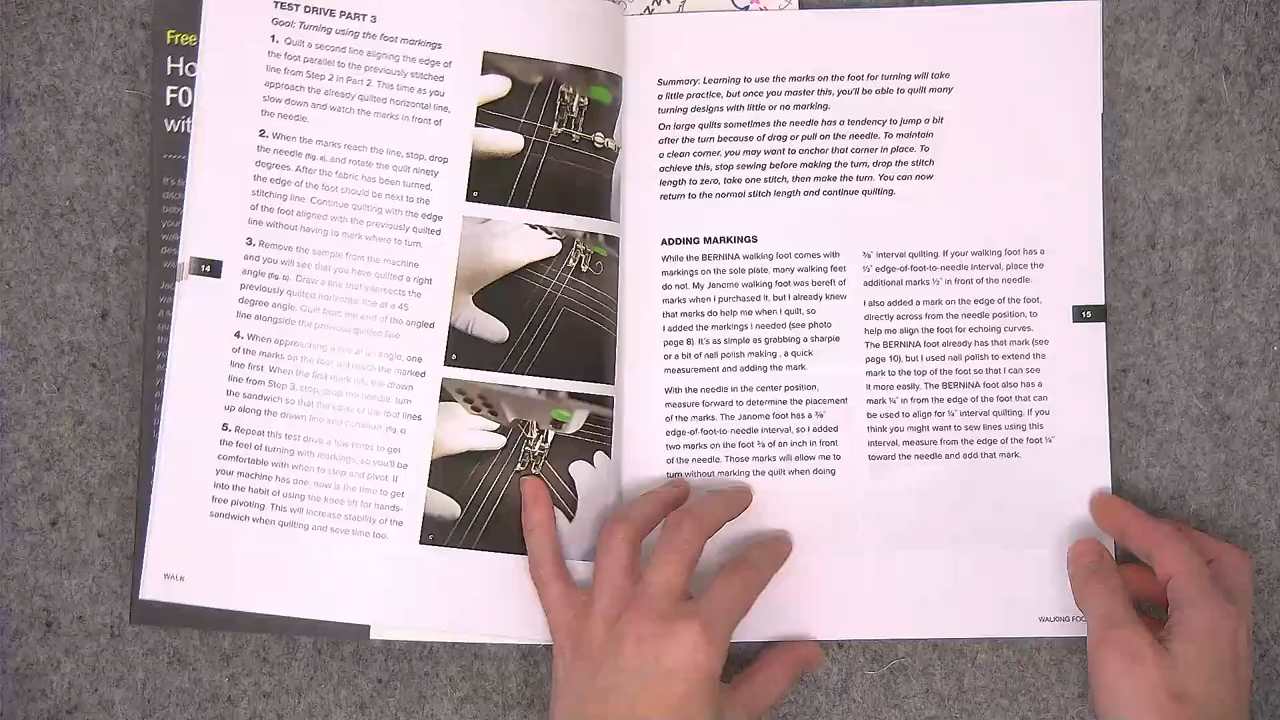 TEST DRIVE PART 3
Goal: Turning using the foot markings
1. Quilt a second line aligning the edge of
the foot parallel to the previously stitched
line from Step 2 in Part 2. This time as you
approach the already quilted horizontal line,
slow down and watch the marks in front of
the needle.
2. When the marks reach the line, stop, drop
the needle (fig. a), and rotate the quilt ninety
degrees. After the fabric has been turned,
the edge of the foot should be next to the
stitching line. Continue quilting with the edge
of the foot aligned with the previously quilted
line without having to mark where to turn.
3. Remove the sample from the machine
and you will see that you have quilted a right
angle (fig. b). Draw a line that intersects the
previously quilted horizontal line at a 45
degree angle. Quilt from the end of the angled
line alongside the previous quilted line
4. When approaching a line at an angle, one
of the marks on the foot will reach the marked
line first. When the first mark hits the drawn
line from Step 3, stop, drop the needle, turn
the sandwich so that the edge of the foot lines
up along the drawn line and continue (fig. c)
5. Repeat this test drive a few times to get
the feel of turning with markings, so you'll be
comfortable with when to stop and pivot. If
your machine has one, now is the time to get
into the habit of using the knee lift for hands-
free pivoting. This will increase stability of the
sandwich when quilting and save time too.
14
WALK
a
b
c
Summary: Learning to use the marks on the foot for turning will take
a little practice, but once you master this, you'll be able to quilt many
turning designs with little or no marking.
On large quilts sometimes the needle has a tendency to jump a bit
after the turn because of drag or pull on the needle. To maintain
a clean corner, you may want to anchor that corner in place. To
achieve this, stop sewing before making the turn, drop the stitch
length to zero, take one stitch, then make the turn. You can now
return to the normal stitch length and continue quilting.
ADDING MARKINGS
While the BERNINA walking foot comes with
markings on the sole plate, many walking feet
do not. My Janome walking foot was bereft of
marks when I purchased it, but I already knew
that marks do help me when I quilt, so
I added the markings I needed (see photo
page 8). It's as simple as grabbing a sharpie
or a bit of nail polish making , a quick
measurement and adding the mark.
With the needle in the center position,
measure forward to determine the placement
of the marks. The Janome foot has a ⅜"
edge-of-foot-to-needle interval, so I added
two marks on the foot ⅜ of an inch in front
of the needle. Those marks will allow me to
turn without marking the quilt when doing
⅜" interval quilting. If your walking foot has a
½" edge-of-foot-to-needle interval, place the
additional marks ½" in front of the needle.
I also added a mark on the edge of the foot,
directly across from the needle position, to
help me align the foot for echoing curves.
The BERNINA foot already has that mark (see
page 10), but I used nail polish to extend the
mark to the top of the foot so that I can see
it more easily. The BERNINA foot also has a
mark ¼" in from the edge of the foot that can
be used to align for ¼" interval quilting. If you
think you might want to sew lines using this
interval, measure from the edge of the foot ¼"
toward the needle and add that mark.
15
WALKING
Free